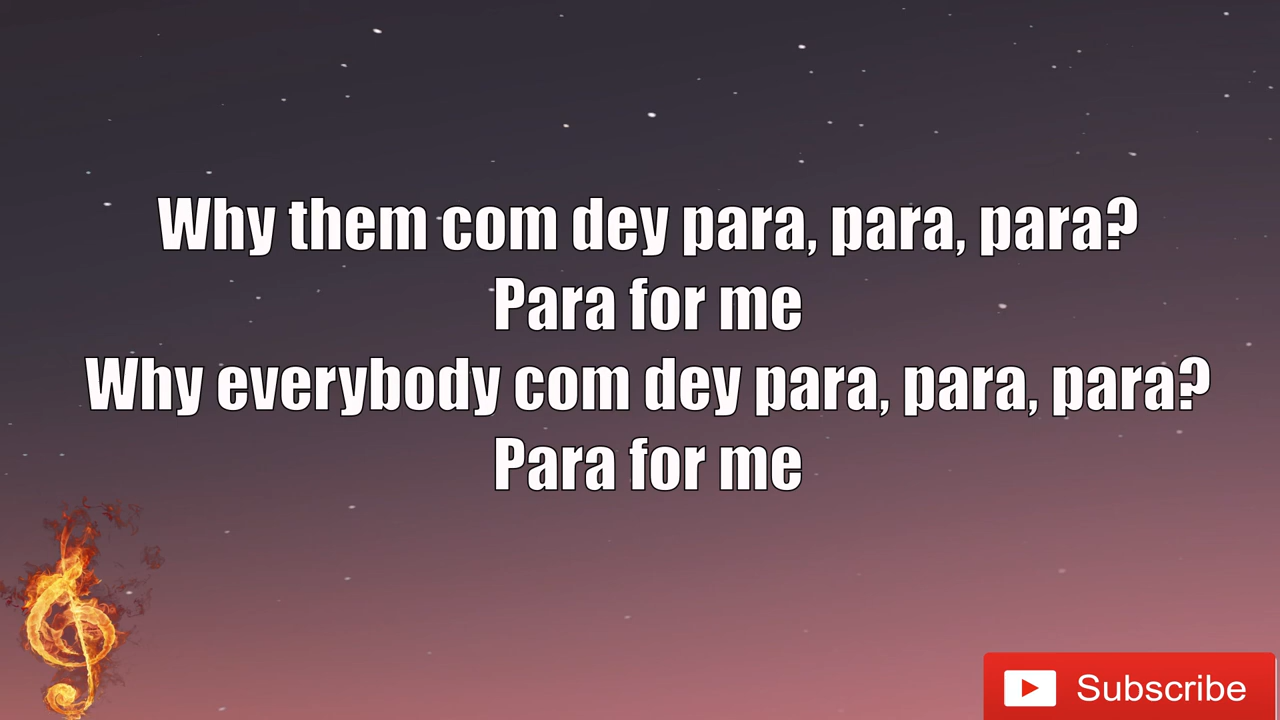 Why them com dey para, para, para?
Para for me
Why everybody com dey para, para, para?
Para for me
Subscribe